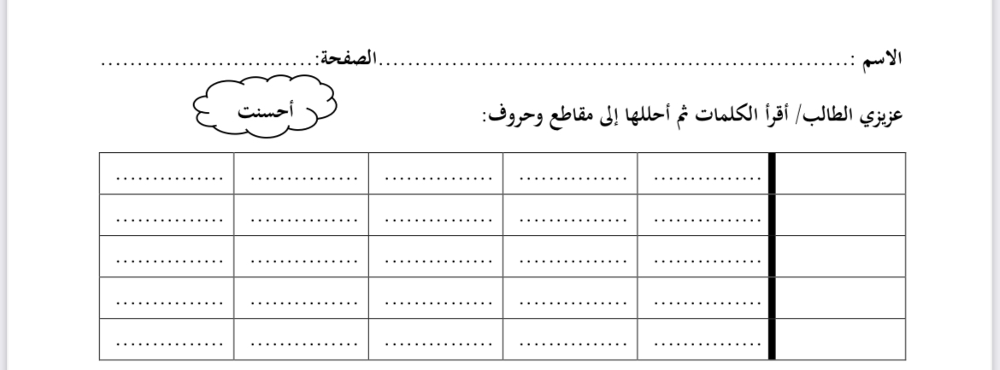 الاسم :................................................................الصفحة:.............................
عزيزي الطالب/ أقرأ الكلمات ثم أحللها إلى مقاطع وحروف:
أحسنت
............... ............... ............... ............... ...............
............... ............... ............... ............... ...............
............... ............... ............... ............... ...............
............... ............... ............... ............... ...............
............... ............... ............... ............... ...............